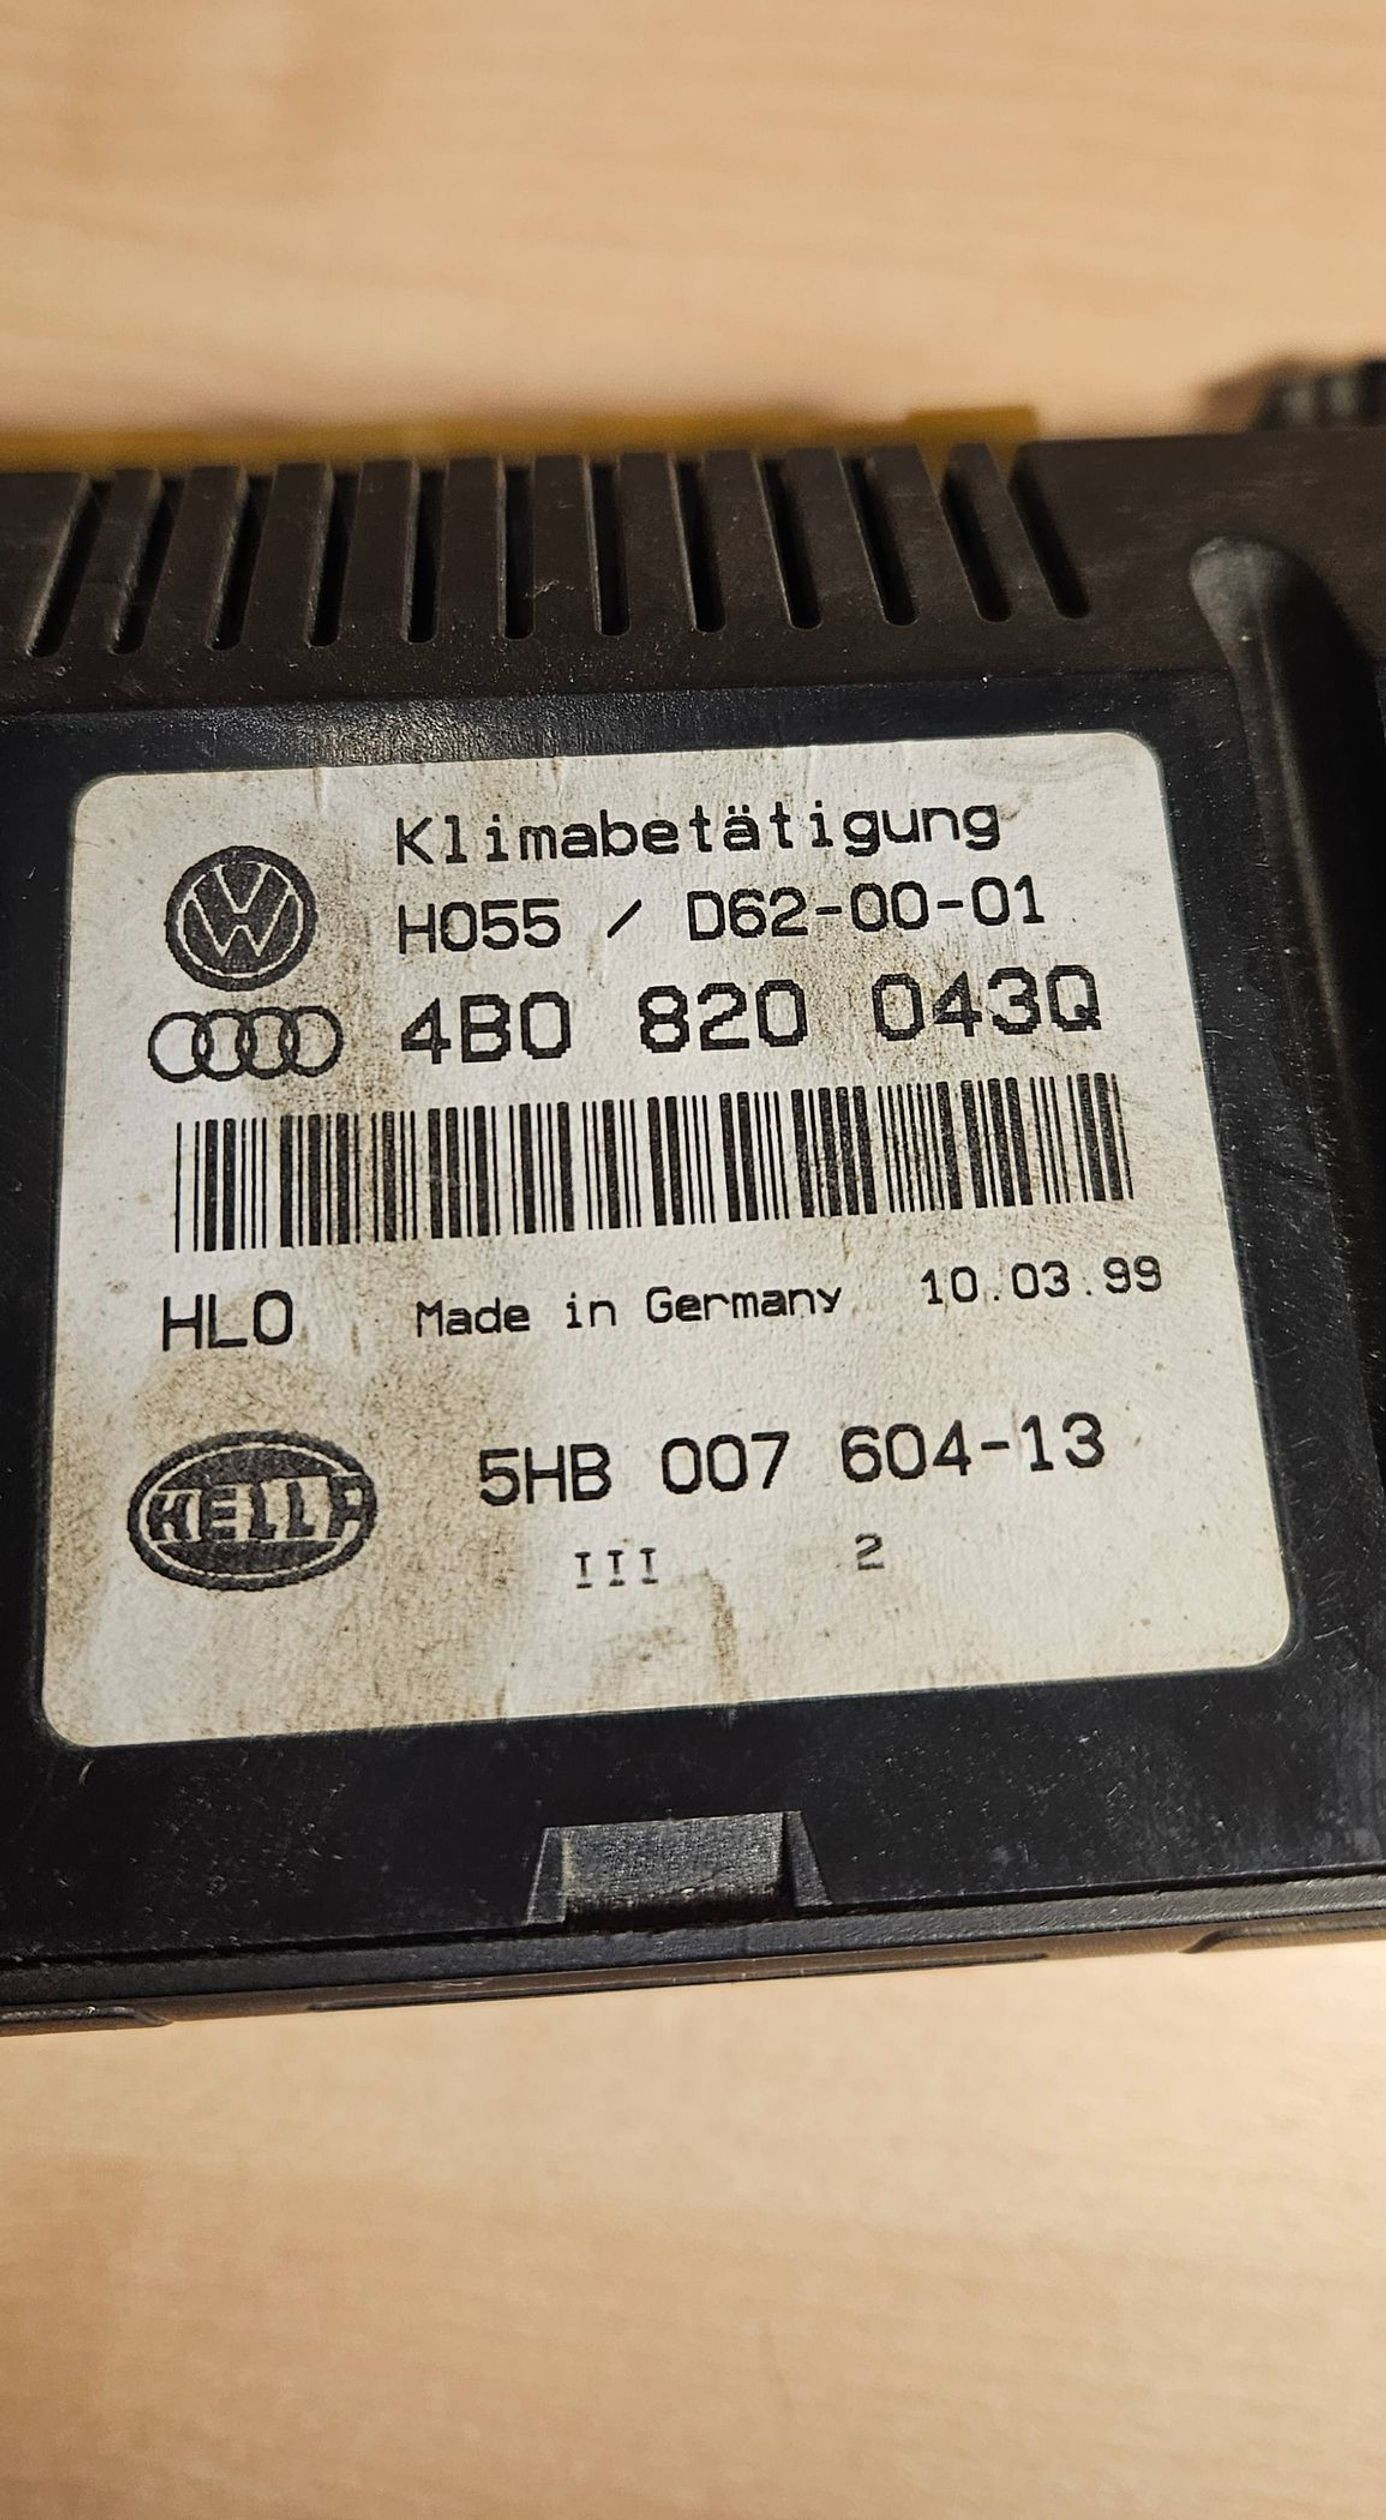 Klimabetätigung
H055 / D62-00-01
4B0 820 043Q
HLO Made in Germany 10.03.99
HELLA 5HB 007 604-13
III 2